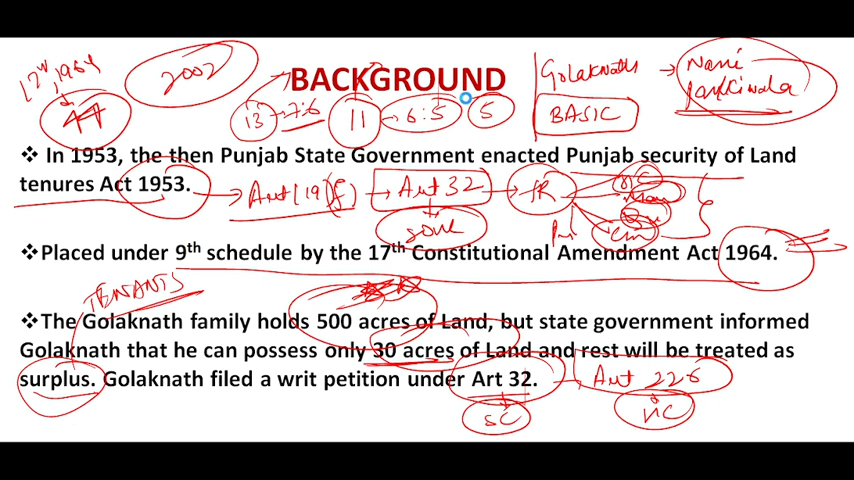 17th 1964
44
2002
BACKGROUND
13 → 7:6
11 → 6:5
5
Golaknath → Nani Palkiwala
BASIC
❖ In 1953, the then Punjab State Government enacted Punjab security of Land
tenures Act 1953.
→ Art 19(f) → Art 32 → FR
soul
❖Placed under 9th schedule by the 17th Constitutional Amendment Act 1964.
TENANTS
❖The Golaknath family holds 500 acres of Land, but state government informed
Golaknath that he can possess only 30 acres of Land and rest will be treated as
surplus. Golaknath filed a writ petition under Art 32.
Art 226
SC
HC